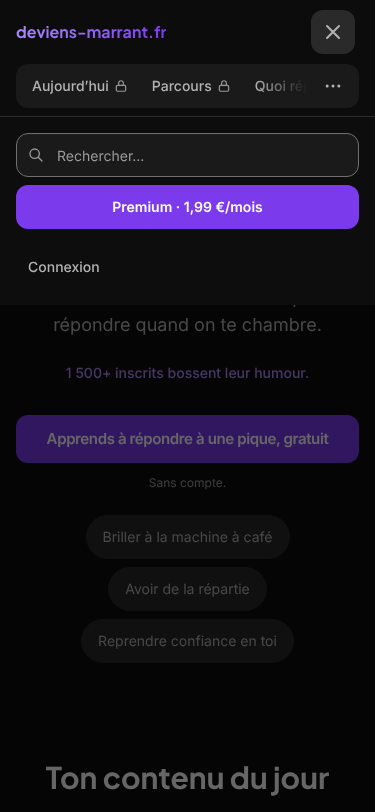 deviens-marrant.fr
Aujourd'hui Parcours Quoi
Rechercher...
Premium · 1,99 €/mois
Connexion
répondre quand on te chambre.
1 500+ inscrits bossent leur humour.
Apprends à répondre à une pique, gratuit
Sans compte.
Briller à la machine à café
Avoir de la répartie
Reprendre confiance en toi
Ton contenu du jour